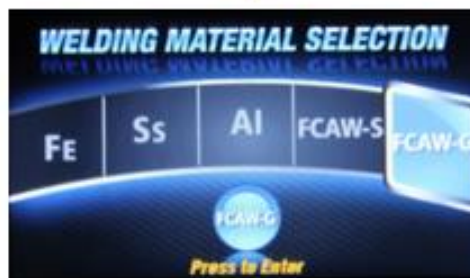 WELDING MATERIAL SELECTION
FE SS Al FCAW-S FCAW-G
FCAW-G
Press to Enter